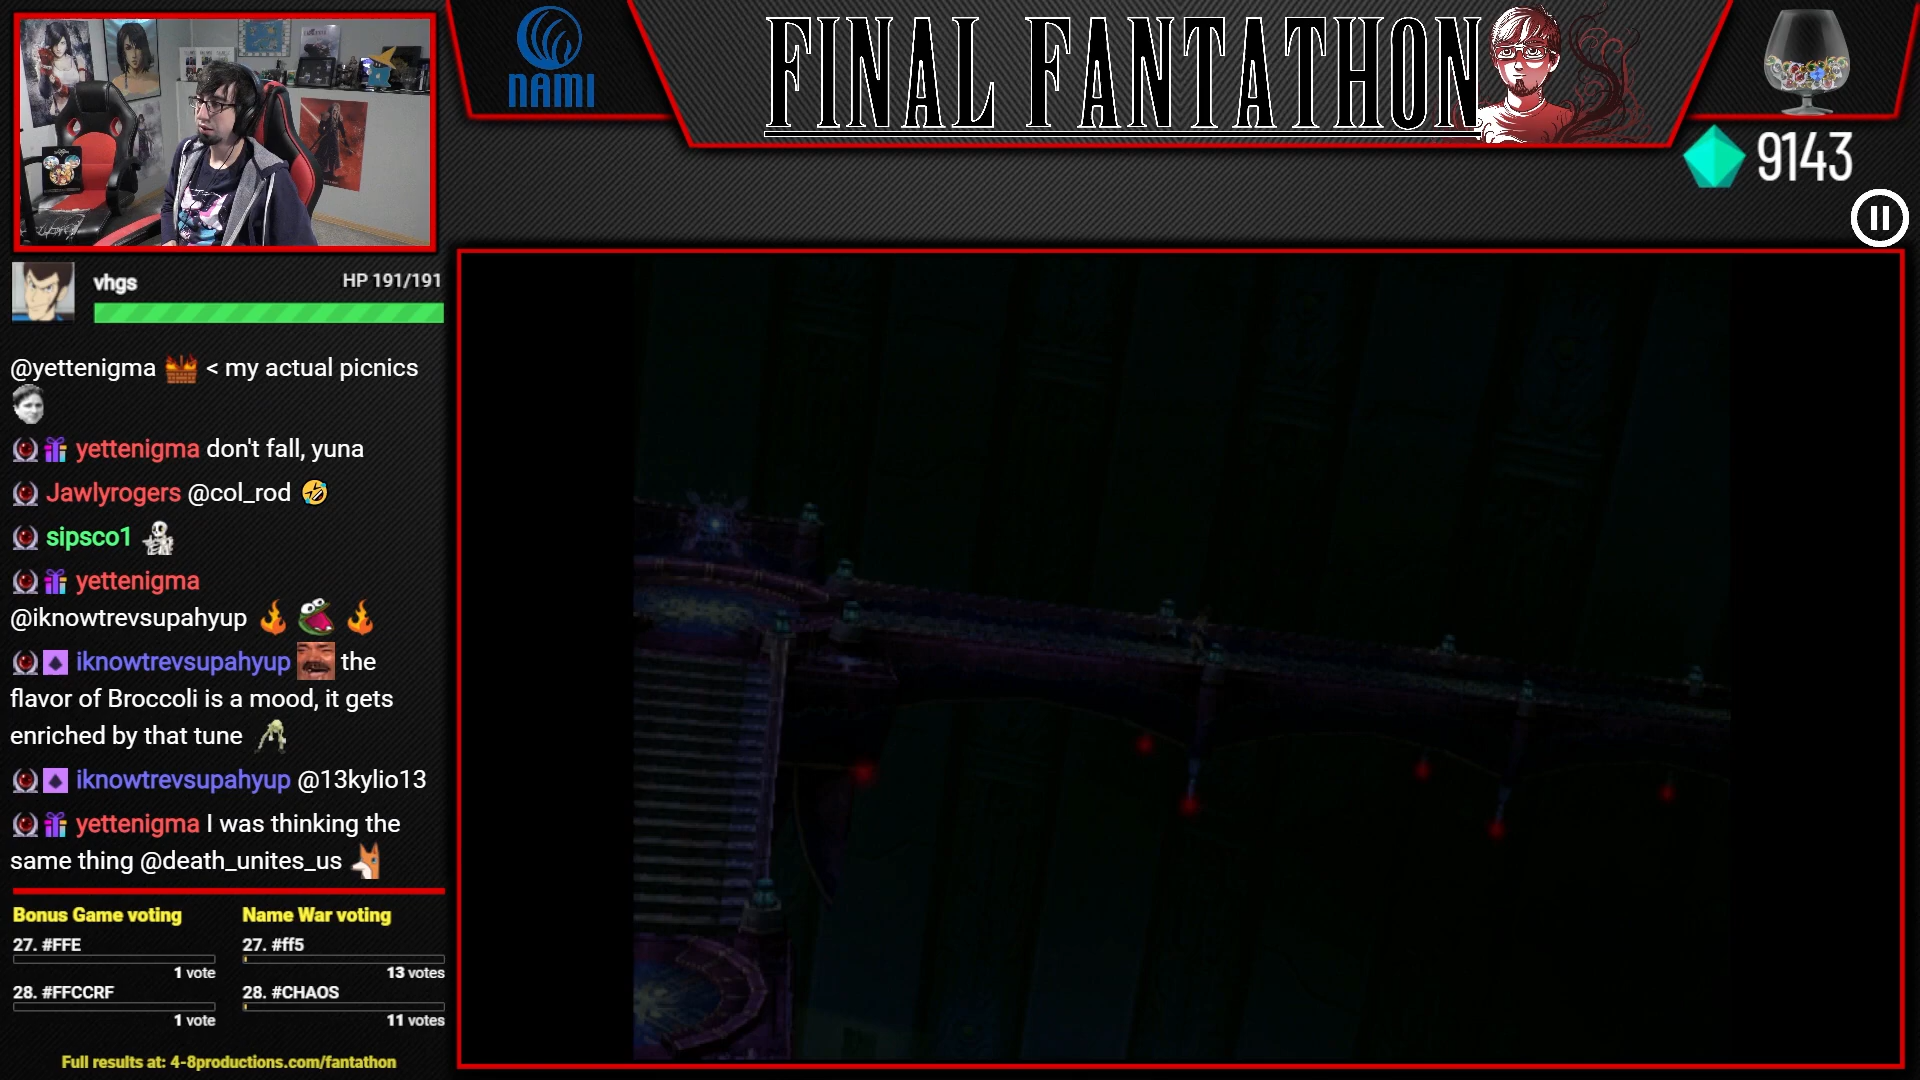 NAMI
FINAL FANTATHON
9143
vhgs
HP 191/191
@yettenigma < my actual picnics
yettenigma don't fall, yuna
Jawlyrogers @col_rod
sipsco1
yettenigma
@iknowtrevsupahyup
iknowtrevsupahyup the
flavor of Broccoli is a mood, it gets
enriched by that tune
iknowtrevsupahyup @13kylio13
yettenigma I was thinking the
same thing @death_unites_us
Bonus Game voting
27. #FFE
1 vote
28. #FFCCRF
1 vote
Name War voting
27. #ff5
13 votes
28. #CHAOS
11 votes
Full results at: 4-8productions.com/fantathon